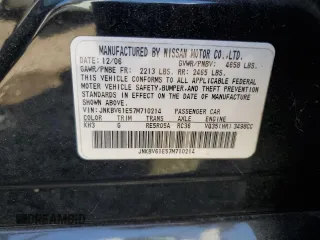 MANUFACTURED BY NISSAN MOTOR CO.,LTD.
DATE: 12/06 GVWR/PNBV: 4658 LBS.
GAWR/PNBE FR: 2213 LBS. RR: 2465 LBS.
THIS VEHICLE CONFORMS TO ALL APPLICABLE FEDERAL
MOTOR VEHICLE SAFETY, BUMPER, AND THEFT PREVENTION
STANDARDS IN EFFECT ON THE DATE OF MANUFACTURE
SHOWN ABOVE.
VIN: JNKBV61E57M710214 PASSENGER CAR
COLOR TRIM TRANS AXLE ENGINE
KH3 G RE5R05A RC36 VQ35(HR) 3498CC
JNKBV61E57M710214